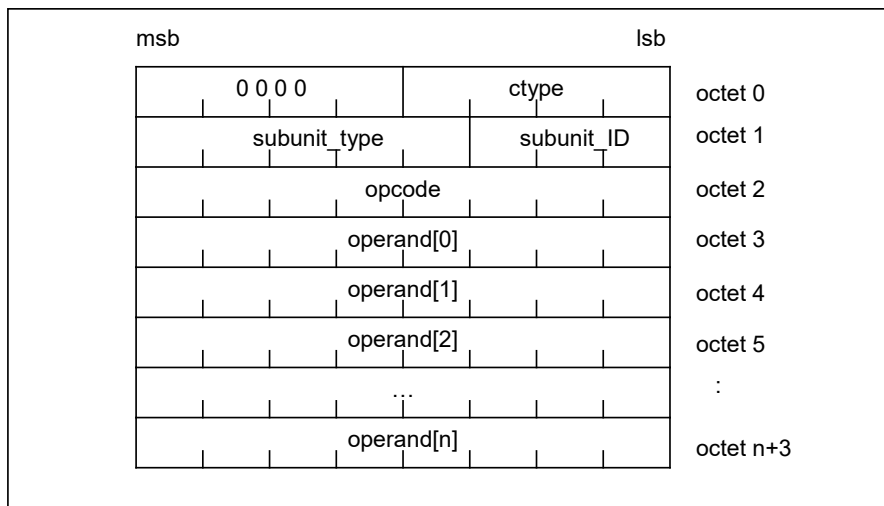 msb lsb
0 0 0 0 ctype octet 0
subunit_type subunit_ID octet 1
opcode octet 2
operand[0] octet 3
operand[1] octet 4
operand[2] octet 5
... :
operand[n] octet n+3